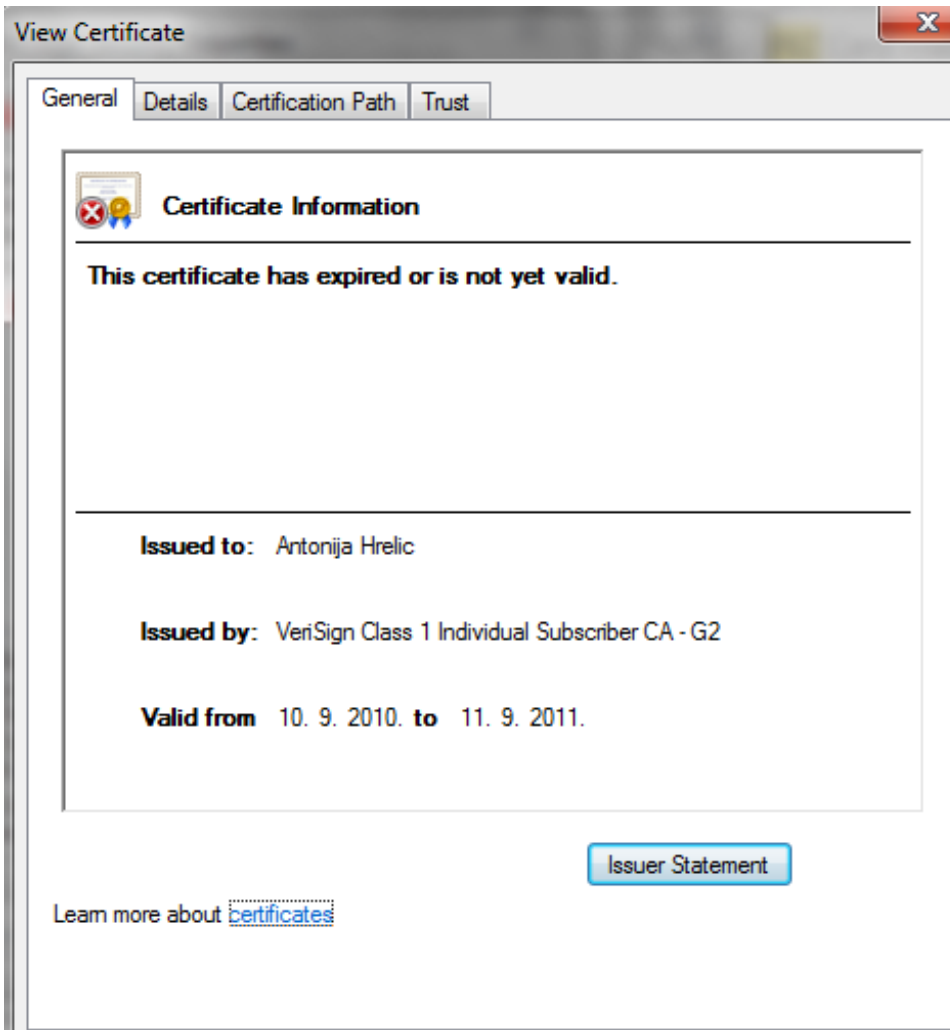 View Certificate
General Details Certification Path Trust
Certificate Information
This certificate has expired or is not yet valid.
Issued to: Antonija Hrelic
Issued by: VeriSign Class 1 Individual Subscriber CA - G2
Valid from 10. 9. 2010. to 11. 9. 2011.
Issuer Statement
Learn more about certificates